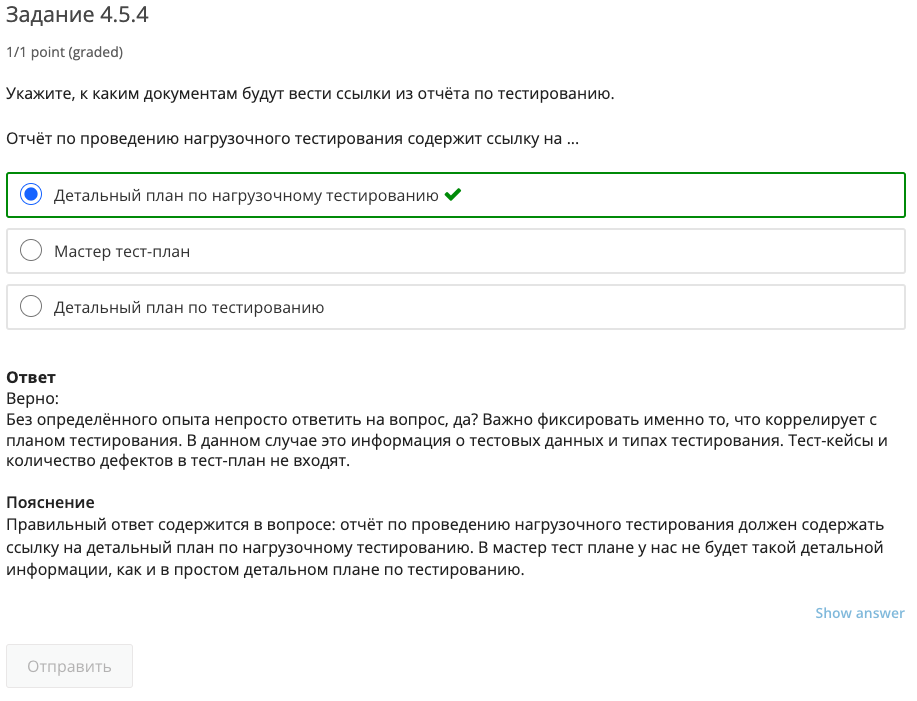 Задание 4.5.4
1/1 point (graded)
Укажите, к каким документам будут вести ссылки из отчёта по тестированию.
Отчёт по проведению нагрузочного тестирования содержит ссылку на ...
Детальный план по нагрузочному тестированию
Мастер тест-план
Детальный план по тестированию
Ответ
Верно:
Без определённого опыта непросто ответить на вопрос, да? Важно фиксировать именно то, что коррелирует с
планом тестирования. В данном случае это информация о тестовых данных и типах тестирования. Тест-кейсы и
количество дефектов в тест-план не входят.
Пояснение
Правильный ответ содержится в вопросе: отчёт по проведению нагрузочного тестирования должен содержать
ссылку на детальный план по нагрузочному тестированию. В мастер тест плане у нас не будет такой детальной
информации, как и в простом детальном плане по тестированию.
Show answer
Отправить